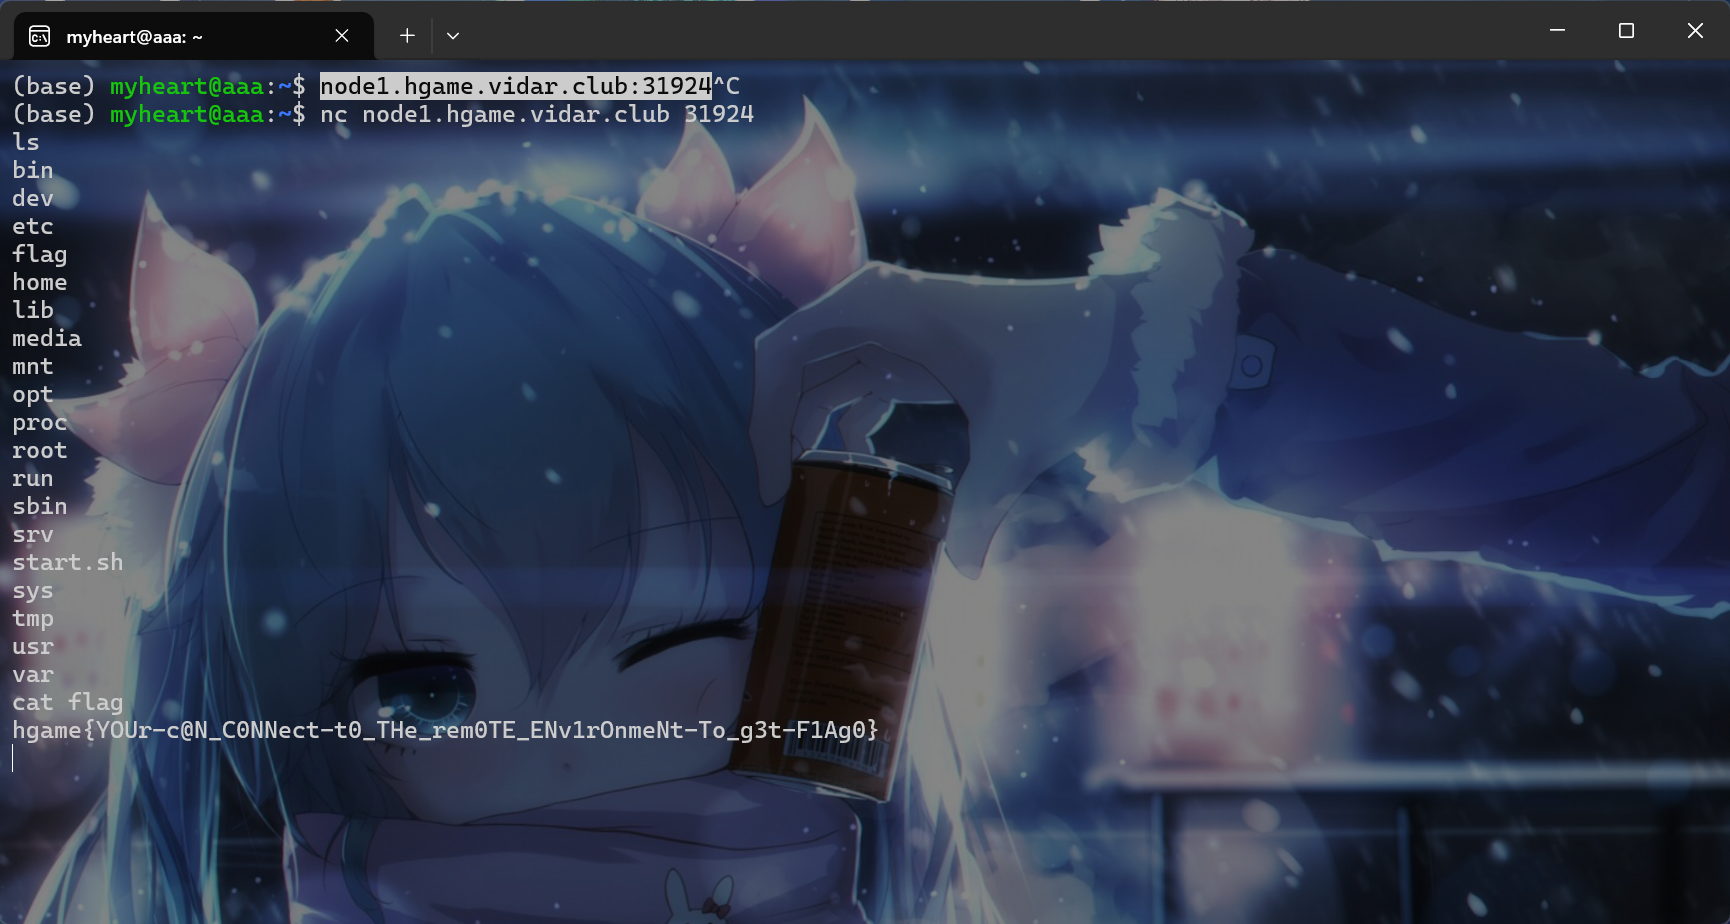 myheart@aaa: ~
(base) myheart@aaa:~$ node1.hgame.vidar.club:31924^C
(base) myheart@aaa:~$ nc node1.hgame.vidar.club 31924
ls
bin
dev
etc
flag
home
lib
media
mnt
opt
proc
root
run
sbin
srv
start.sh
sys
tmp
usr
var
cat flag
hgame{YOUr-c@N_C0NNect-t0_THe_rem0TE_ENv1rOnmeNt-To_g3t-F1Ag0}